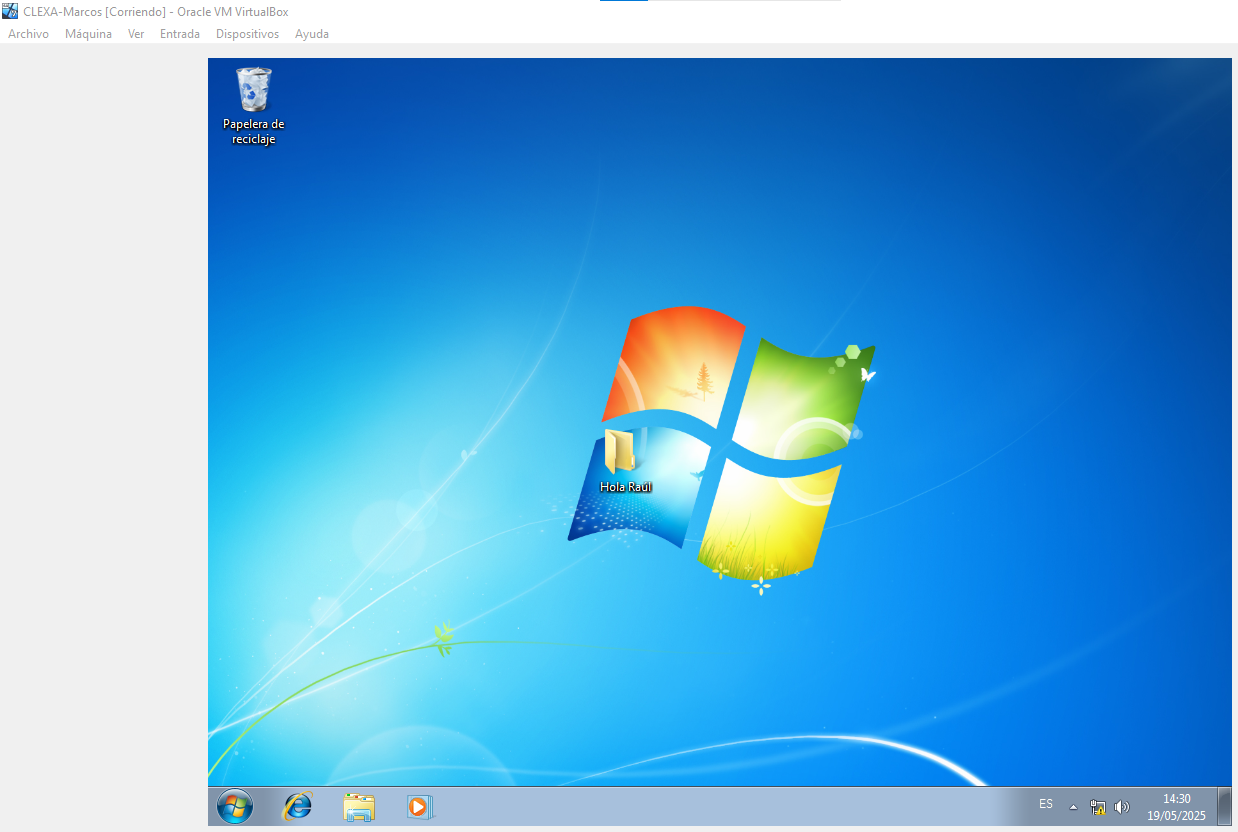 CLEXA-Marcos [Corriendo] - Oracle VM VirtualBox
Archivo Máquina Ver Entrada Dispositivos Ayuda
Papelera de
reciclaje
Hola Raúl
ES
14:30
19/05/2025